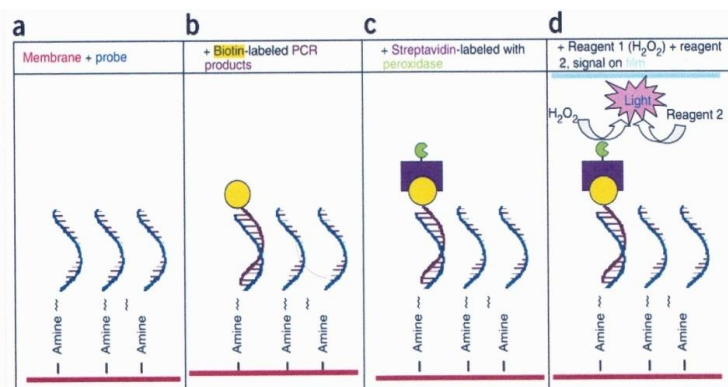 a
Membrane + probe
Amine
Amine
Amine
b
+ Biotin-labeled PCR
products
Amine
Amine
Amine
c
+ Streptavidin-labeled with
peroxidase
Amine
Amine
Amine
d
+ Reagent 1 (H₂O₂) + reagent
2, signal on film
Light
H₂O₂
Reagent 2
Amine
Amine
Amine